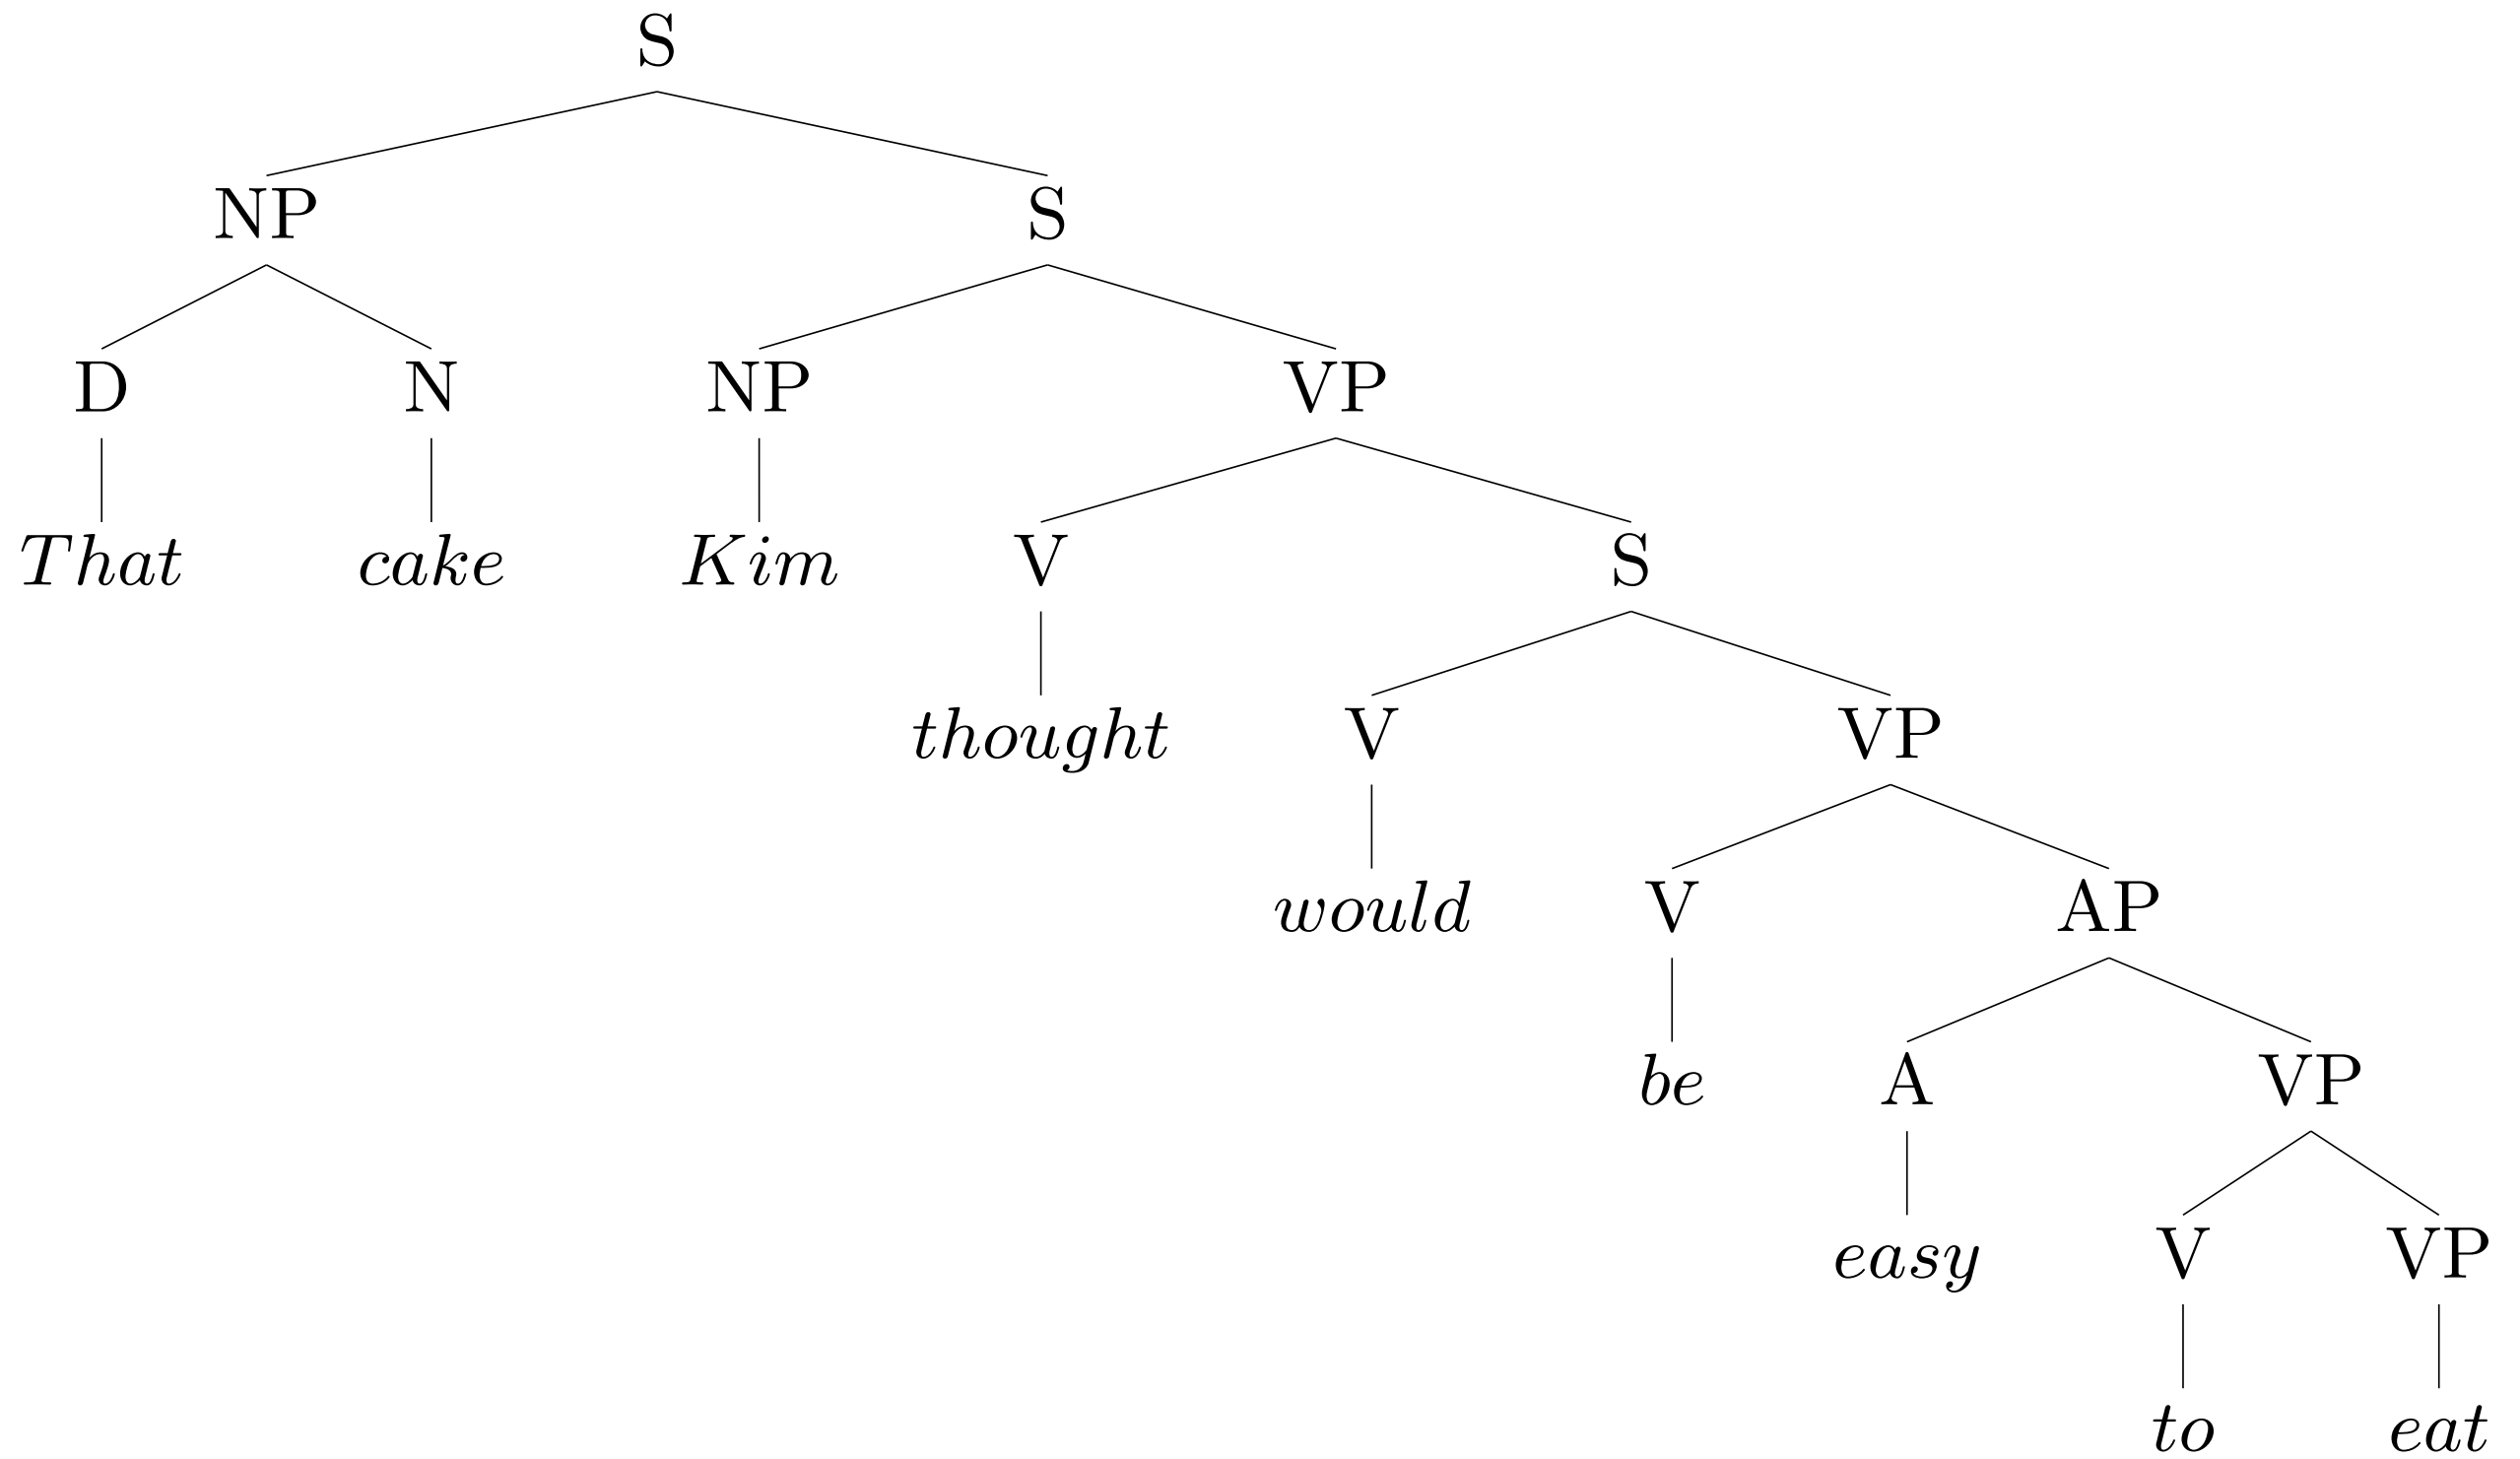 S
NP S
D N NP VP
That cake Kim V S
thought V VP
would V AP
be A VP
easy V VP
to eat